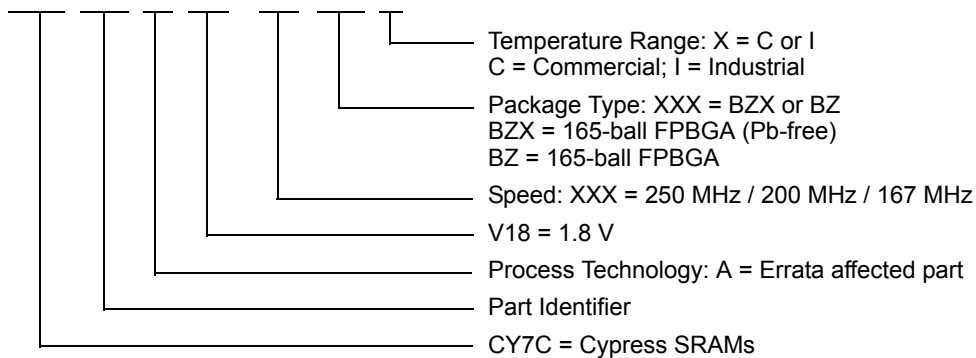 Temperature Range: X = C or I
C = Commercial; I = Industrial
Package Type: XXX = BZX or BZ
BZX = 165-ball FPBGA (Pb-free)
BZ = 165-ball FPBGA
Speed: XXX = 250 MHz / 200 MHz / 167 MHz
V18 = 1.8 V
Process Technology: A = Errata affected part
Part Identifier
CY7C = Cypress SRAMs